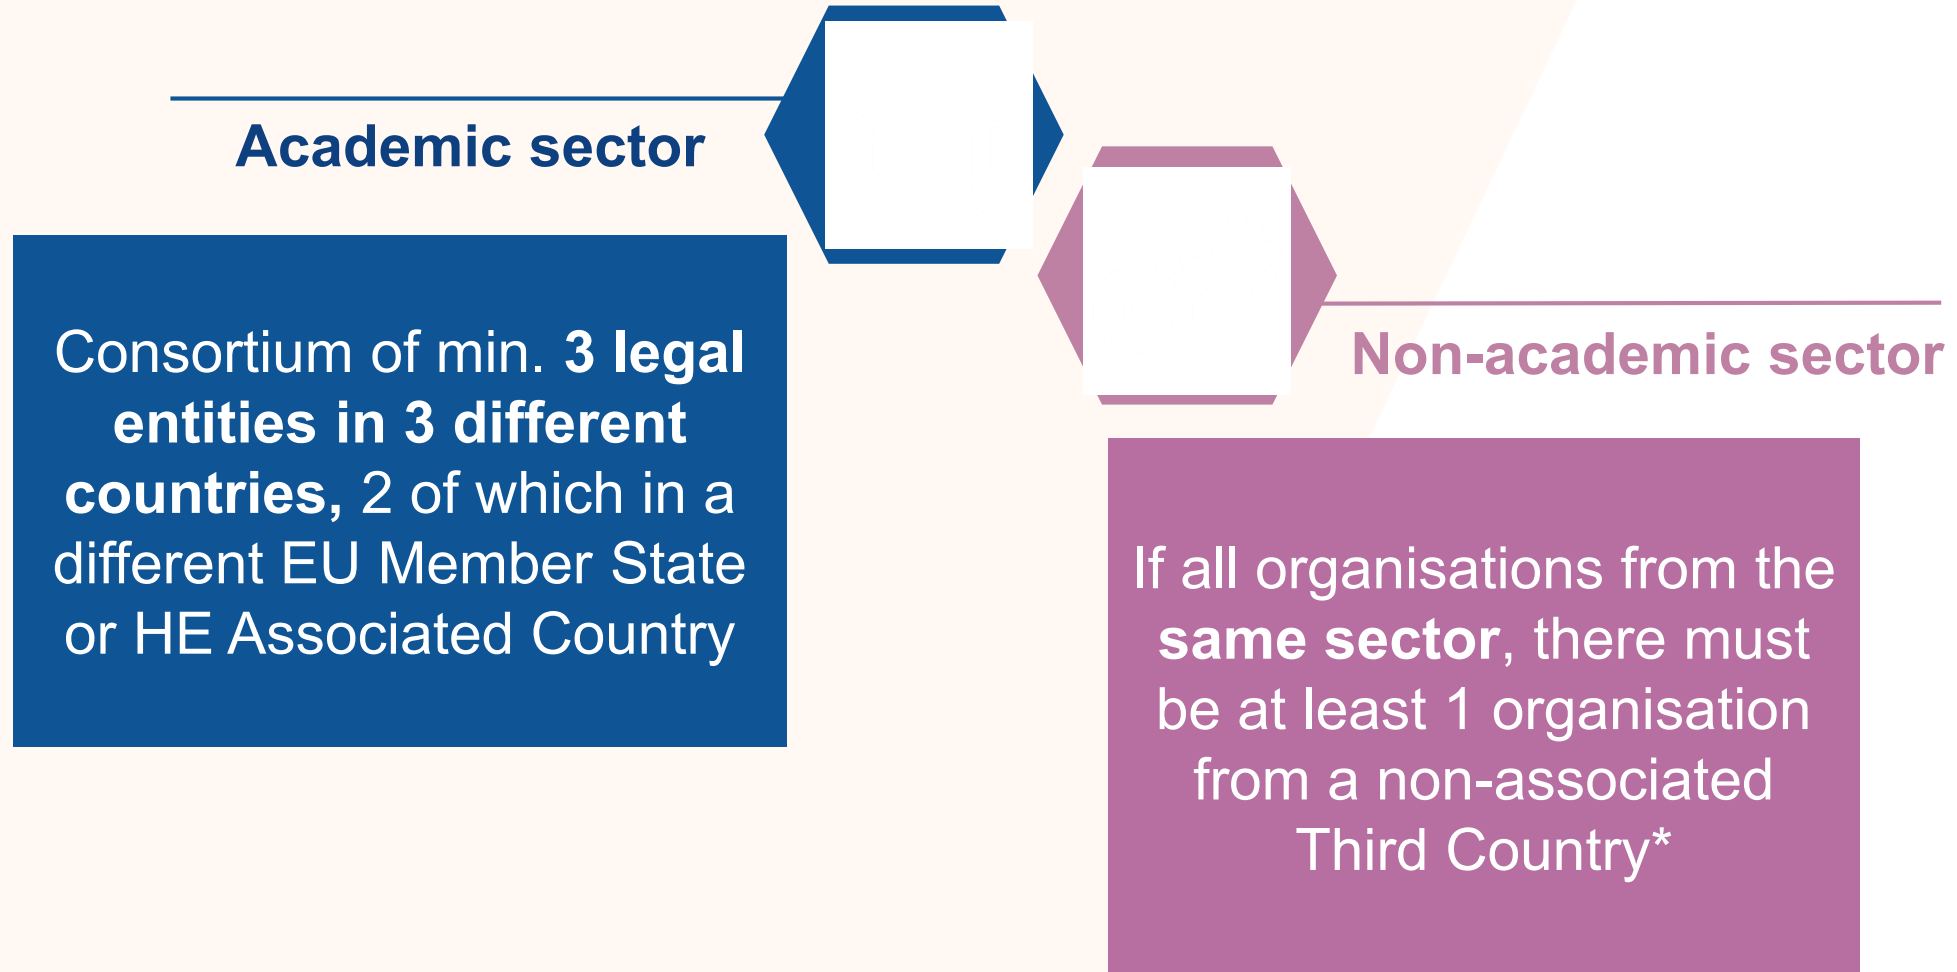 Academic sector
Consortium of min. 3 legal
entities in 3 different
countries, 2 of which in a
different EU Member State
or HE Associated Country
Non-academic sector
If all organisations from the
same sector, there must
be at least 1 organisation
from a non-associated
Third Country*